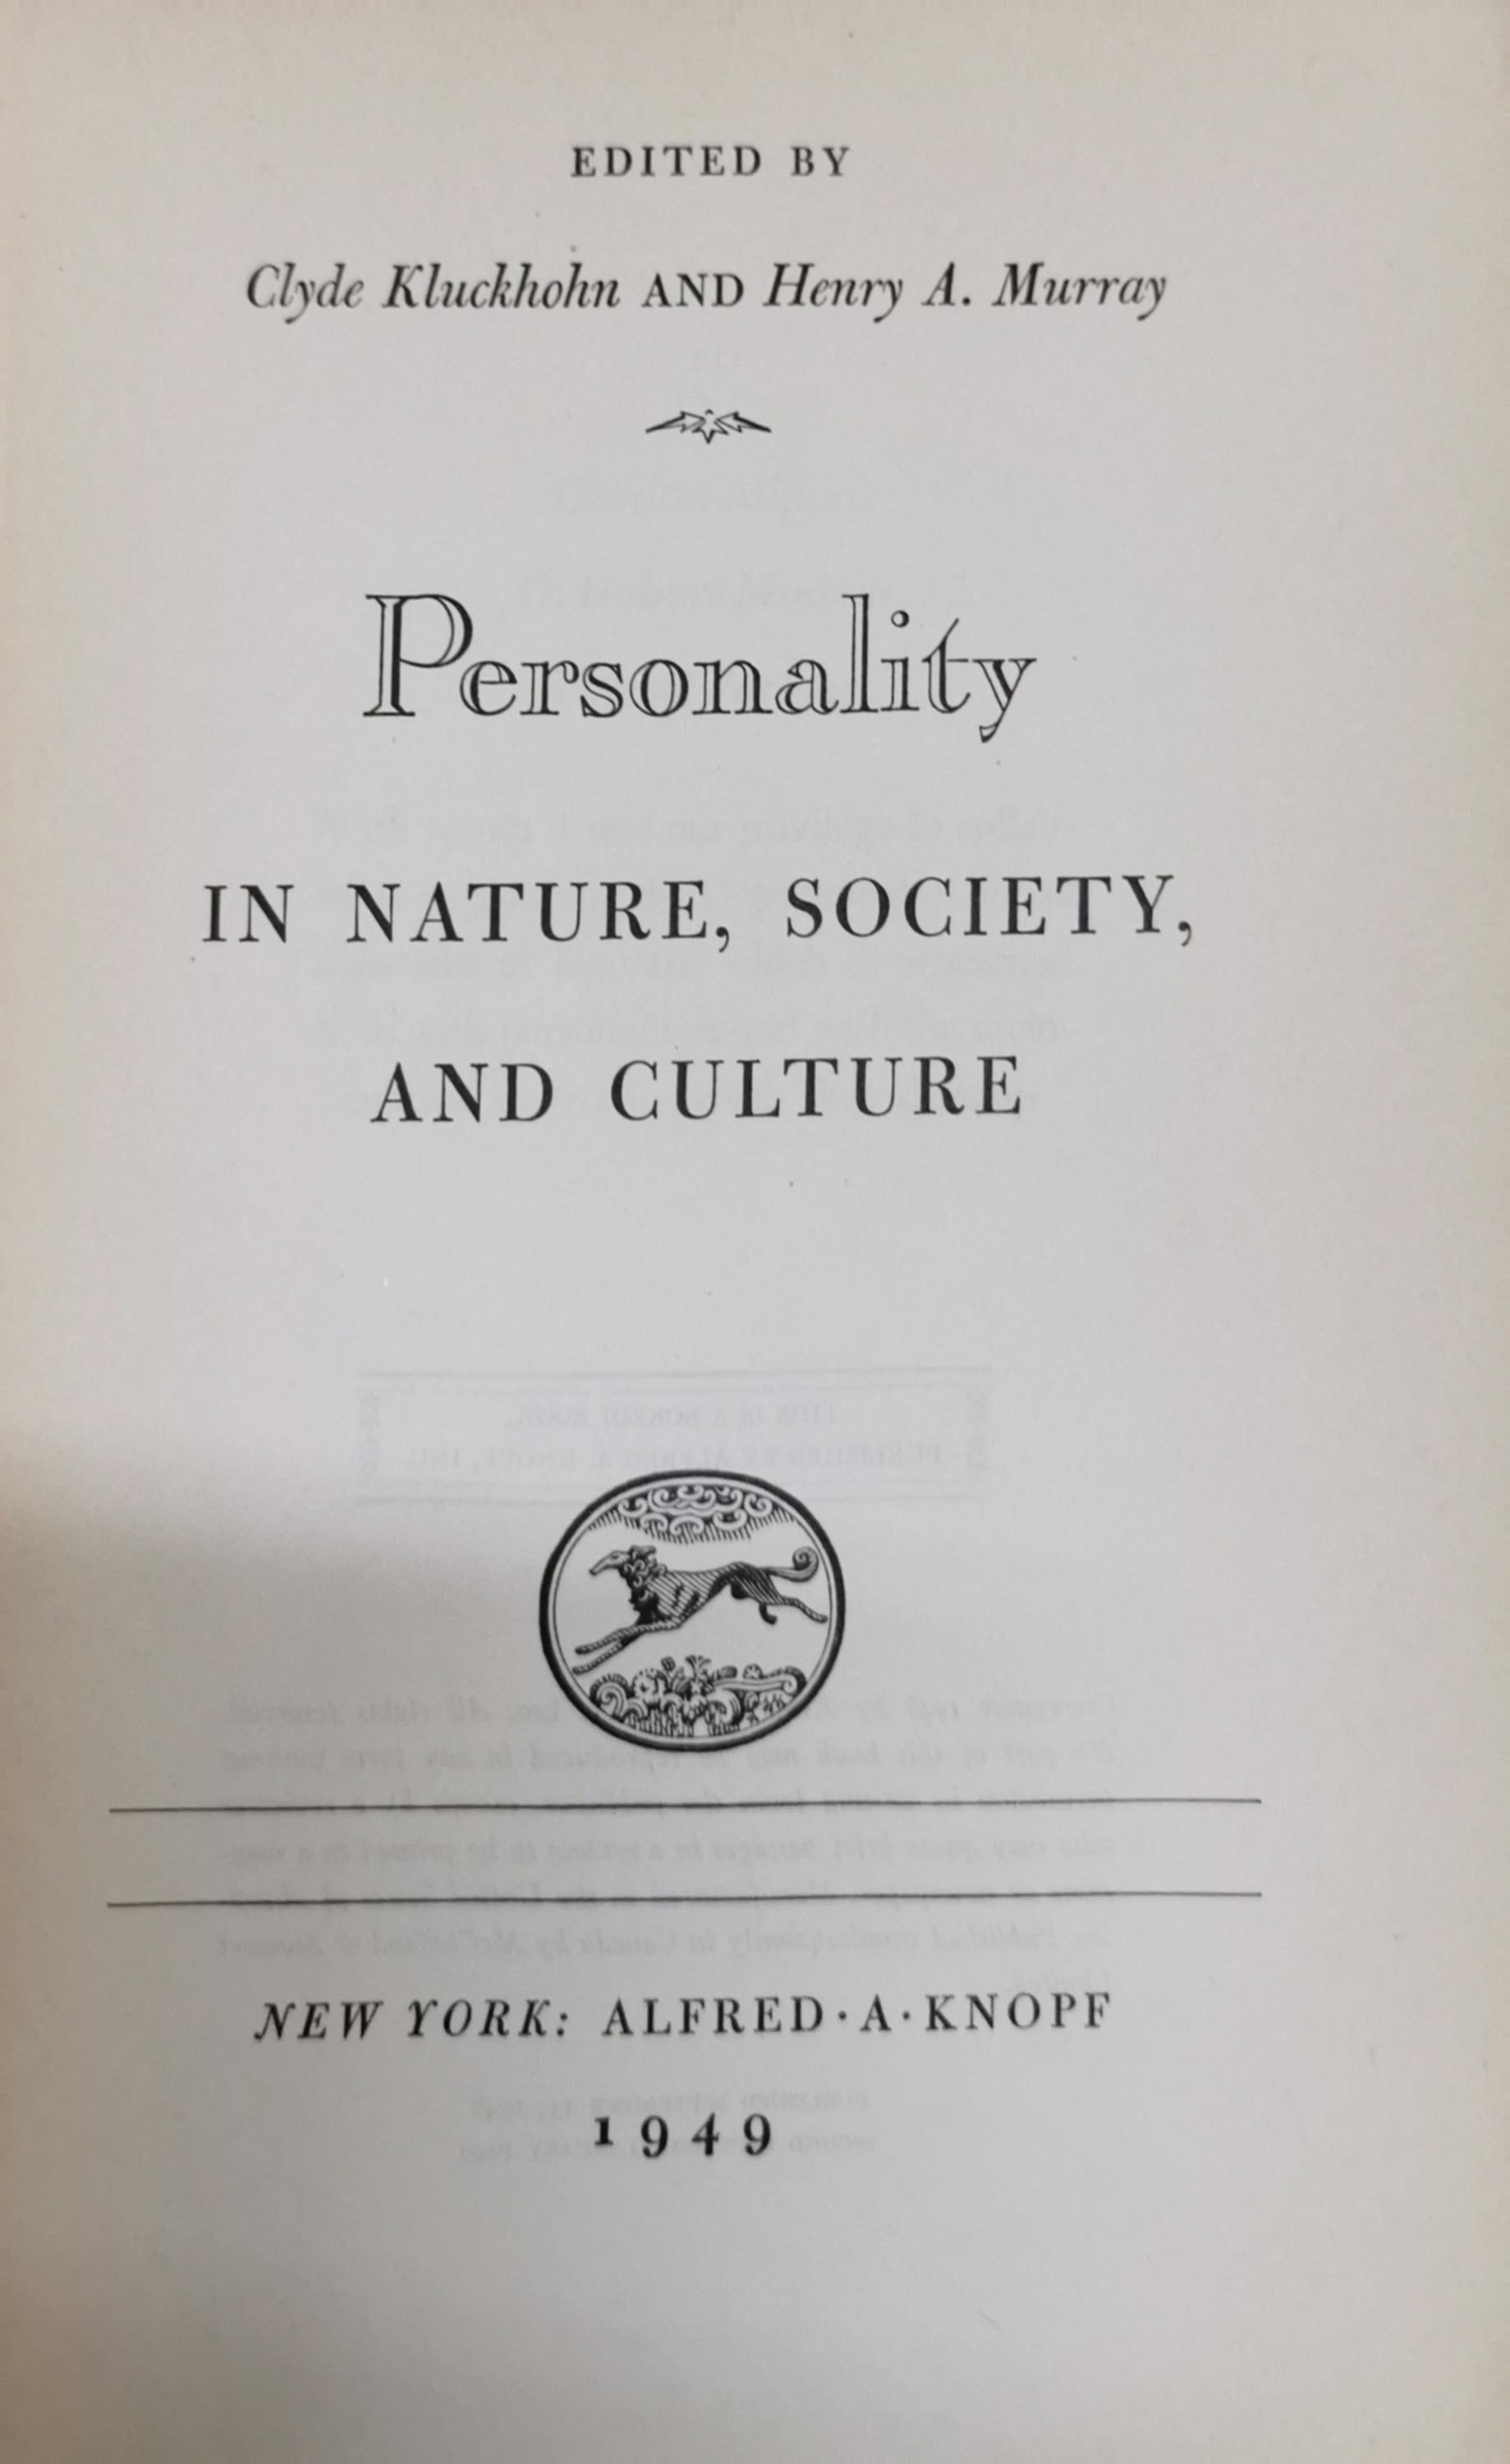 EDITED BY
Clyde Kluckhohn AND Henry A. Murray
Personality
IN NATURE, SOCIETY,
AND CULTURE
NEW YORK: ALFRED · A · KNOPF
1949